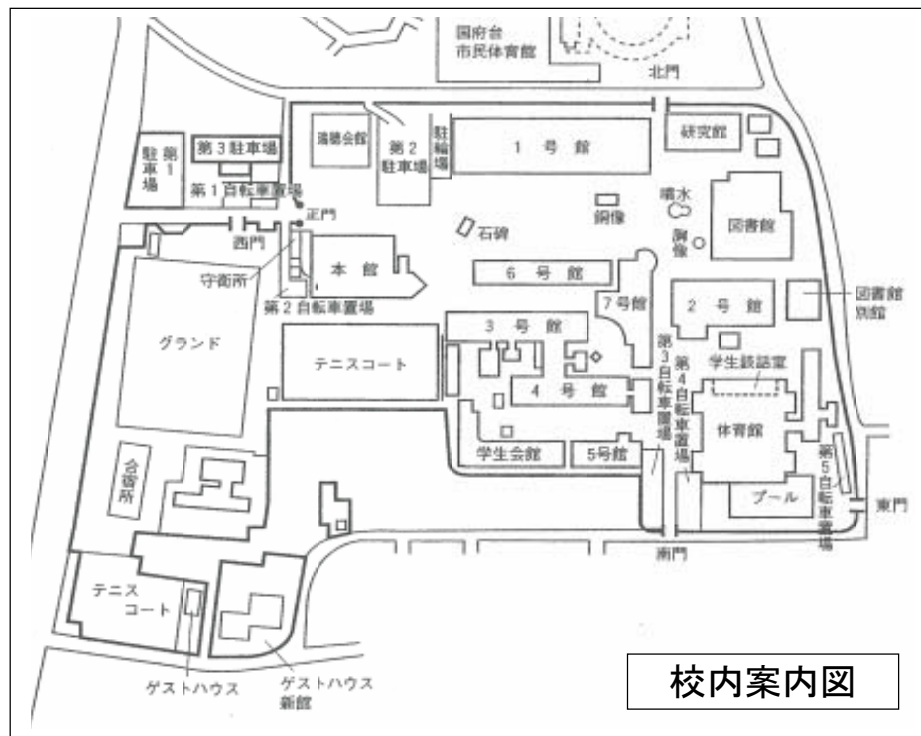 国府台
市民体育館
北門
第1
駐車場
第3駐車場
第1自転車置場
瑞穂会館
第2
駐車場
駐輪場
1号館
研究館
正門
西門
守衛所
本館
第2自転車置場
石碑
銅像
噴水
胸像
図書館
図書館
別館
6号館
7号館
2号館
グランド
テニスコート
3号館
4号館
第3自転車置場
第4自転車置場
学生談話室
体育館
合宿所
学生会館
5号館
プール
第5自転車置場
東門
南門
テニス
コート
ゲストハウス
ゲストハウス
新館
校内案内図